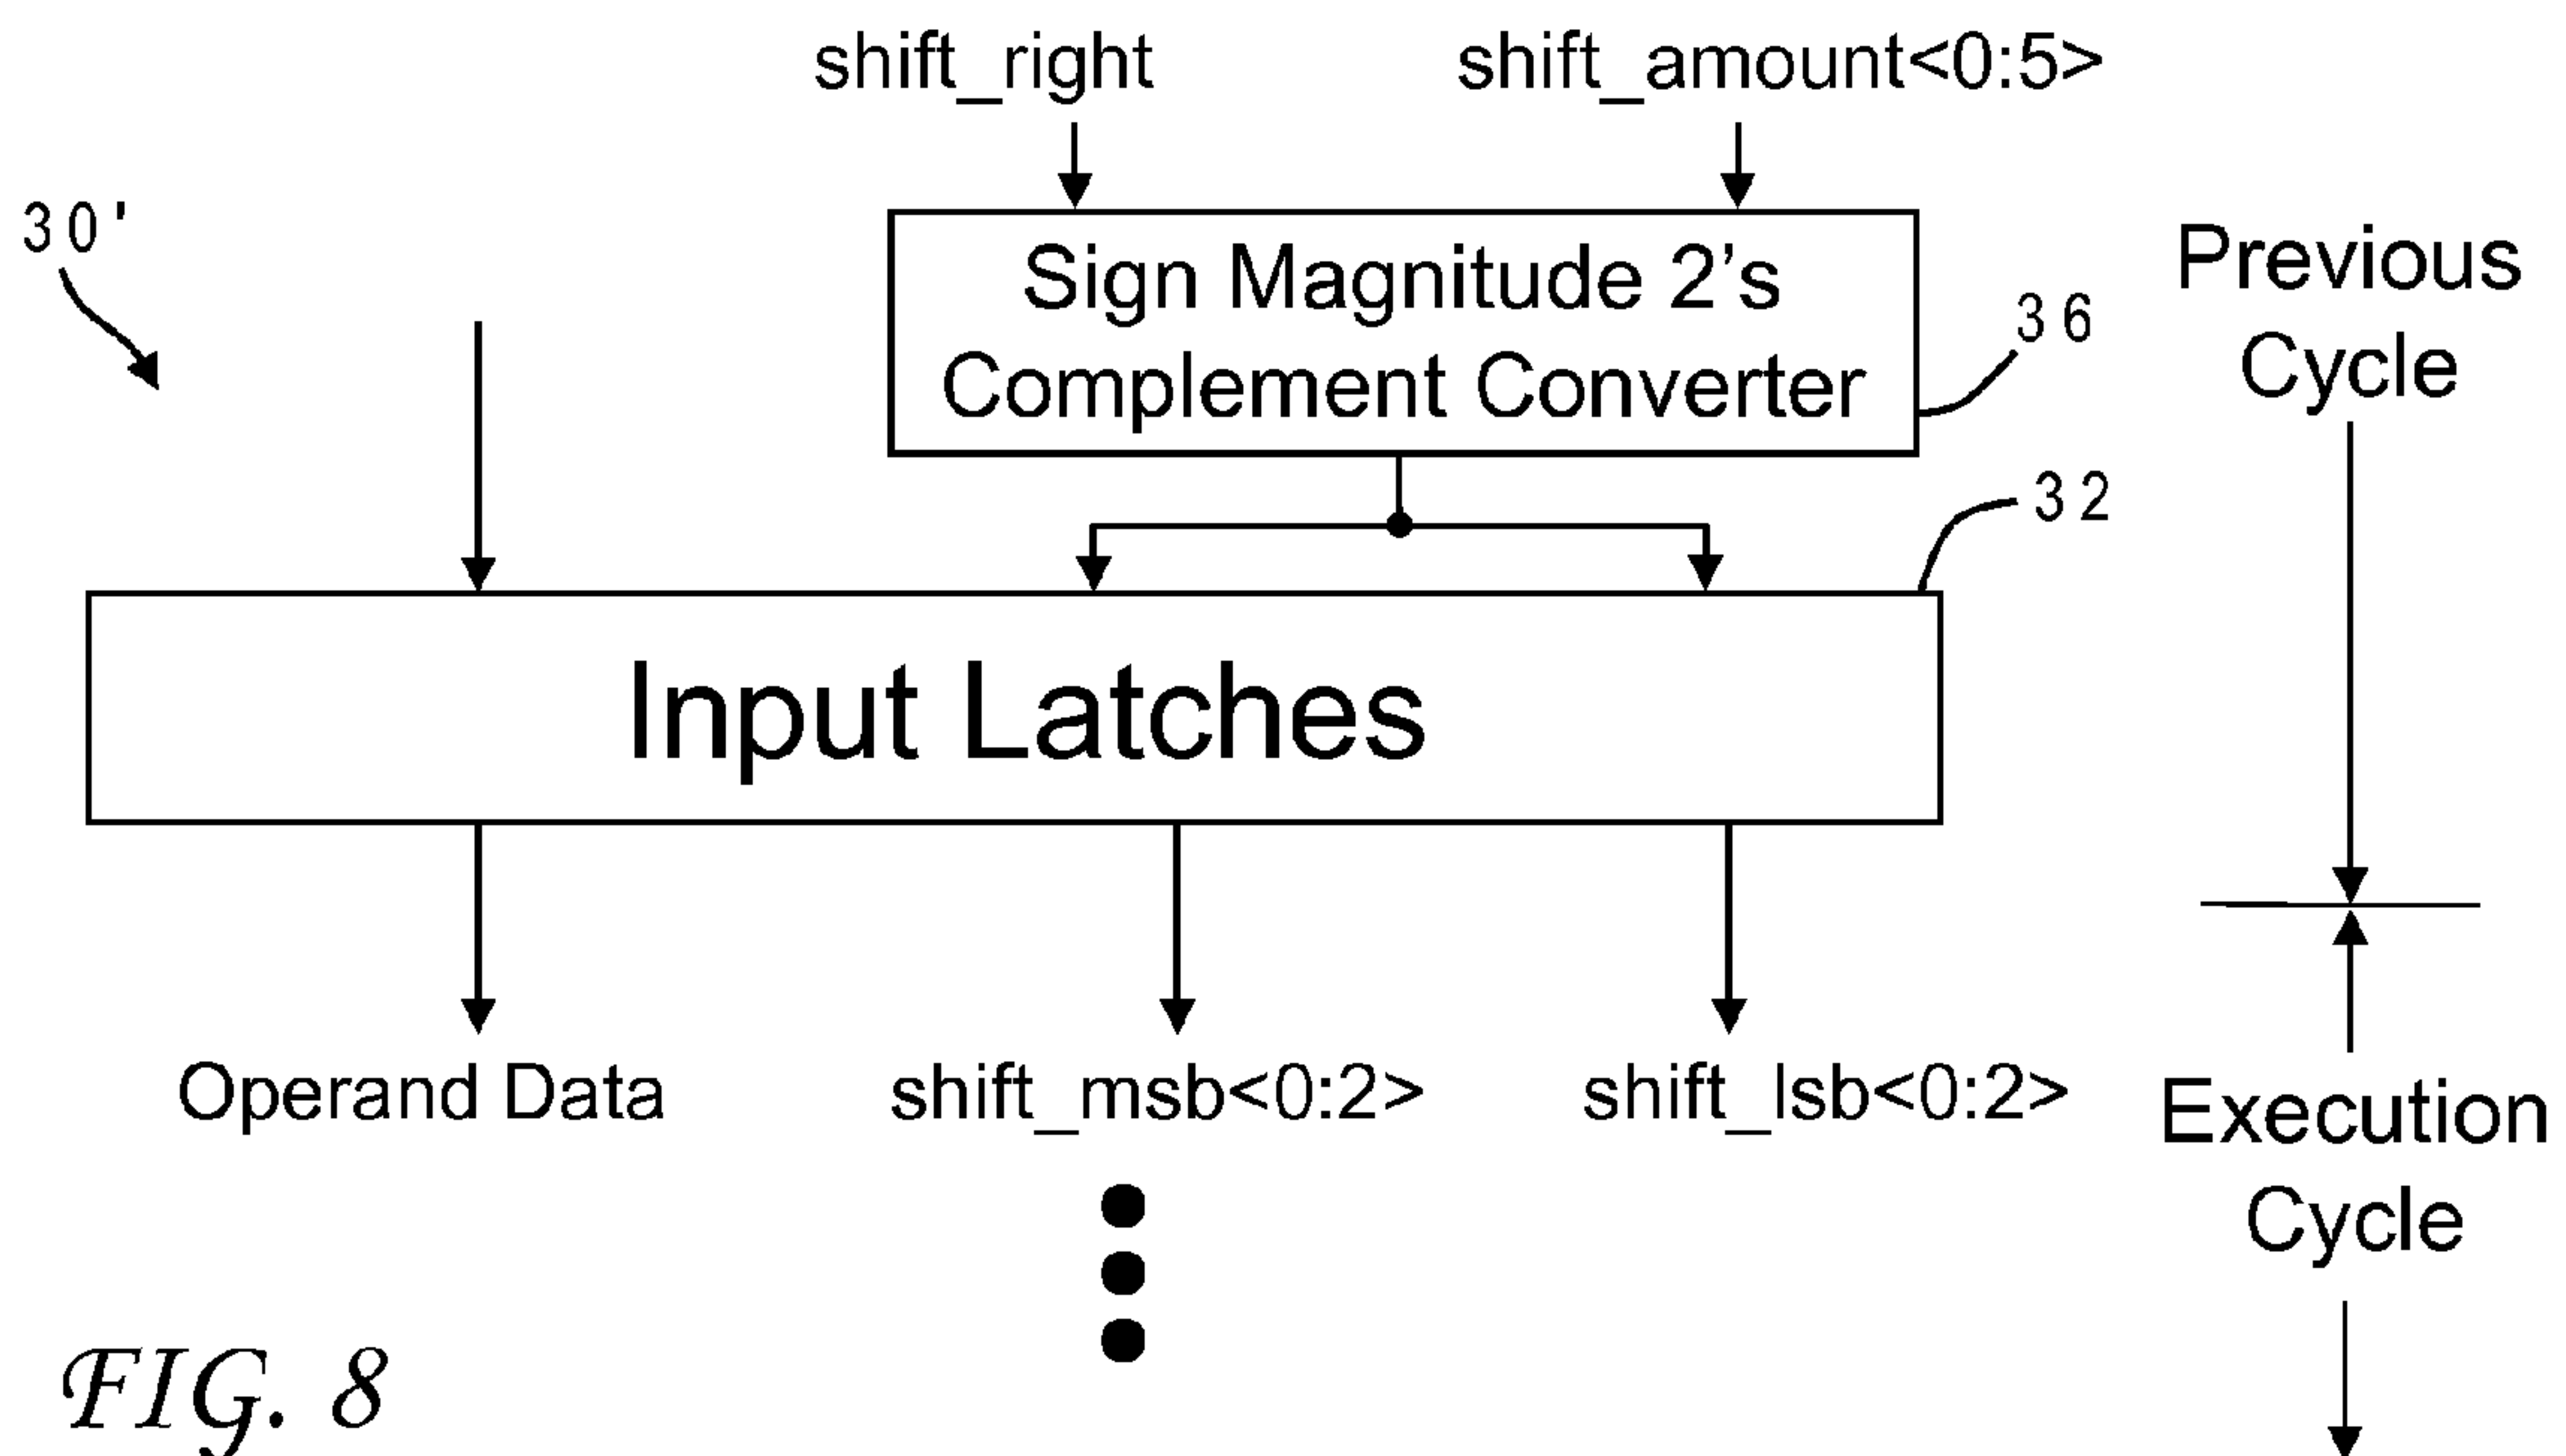 shift_right
shift_amount<0:5>
30'
Sign Magnitude 2’s
Complement Converter
36
Previous
Cycle
32
Input Latches
Operand Data
shift_msb<0:2>
shift_lsb<0:2>
Execution
Cycle
FIG. 8